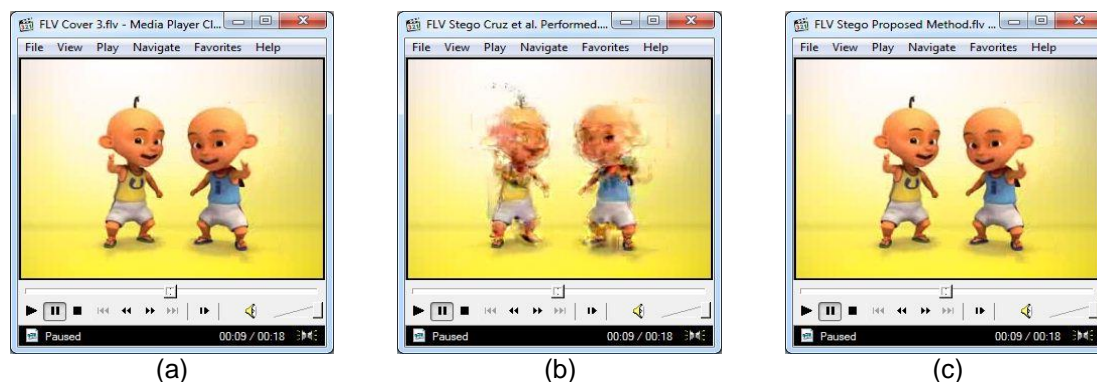 FLV Cover 3.flv - Media Player Cl...
File View Play Navigate Favorites Help
Paused 00:09 / 00:18
(a)
FLV Stego Cruz et al. Performed....
File View Play Navigate Favorites Help
Paused 00:09 / 00:18
(b)
FLV Stego Proposed Method.flv ...
File View Play Navigate Favorites Help
Paused 00:09 / 00:18
(c)